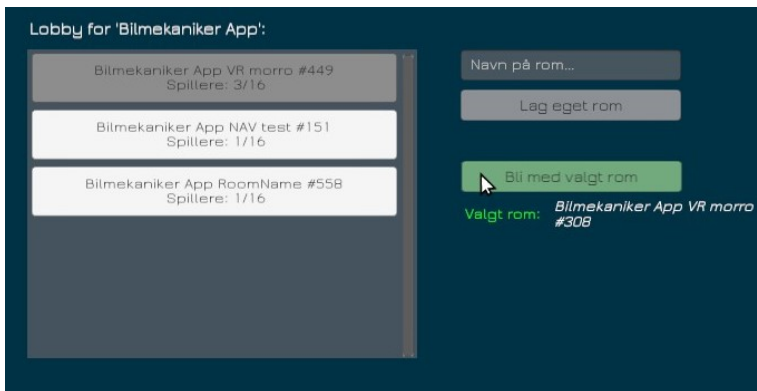 Lobby for 'Bilmekaniker App':
Bilmekaniker App VR morro #449
Spillere: 3/16
Bilmekaniker App NAV test #151
Spillere: 1/16
Bilmekaniker App RoomName #558
Spillere: 1/16
Navn på rom...
Lag eget rom
Bli med valgt rom
Valgt rom:
Bilmekaniker App VR morro
#308